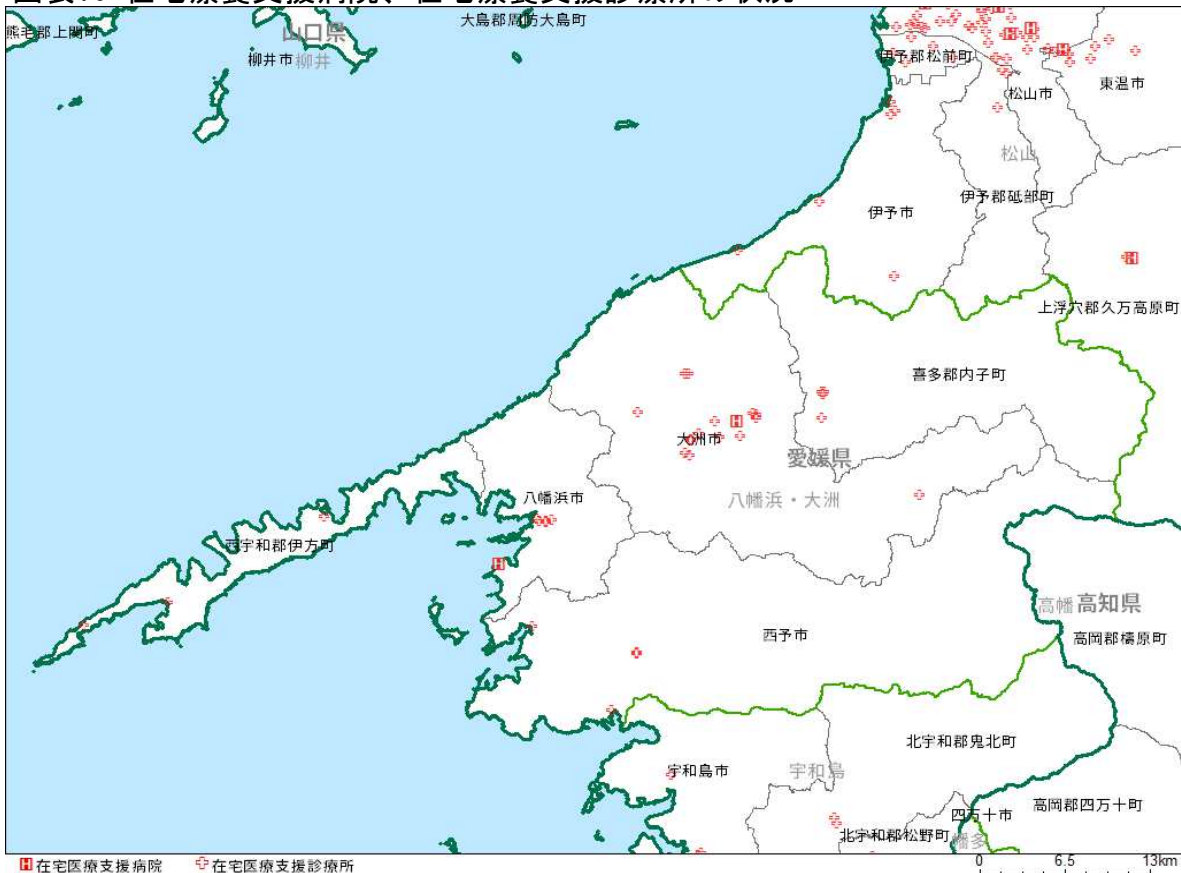 熊毛郡上関町
山口県
大島郡周防大島町
柳井市
柳井
伊予郡松前町
松山市
東温市
松山
伊予市
伊予郡砥部町
上浮穴郡久万高原町
喜多郡内子町
大洲市
愛媛県
八幡浜・大洲
八幡浜市
西宇和郡伊方町
西予市
高幡
高知県
高岡郡檮原町
北宇和郡鬼北町
宇和島市
宇和島
高岡郡四万十町
四万十市
北宇和郡松野町
幡多
在宅医療支援病院
在宅医療支援診療所
0 6.5 13km